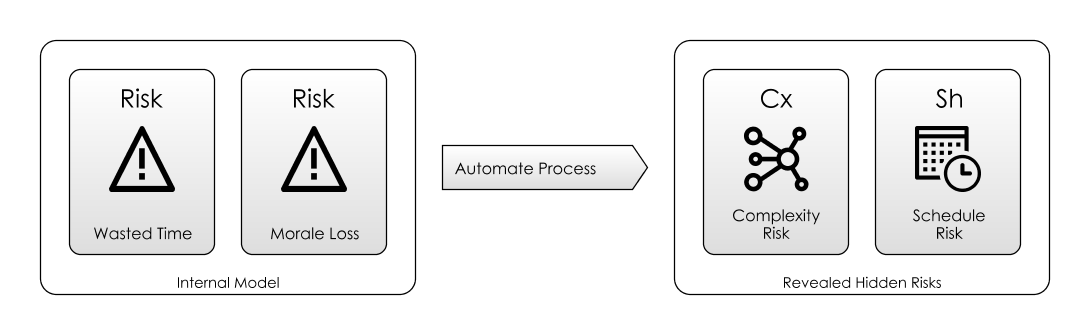 Risk
Wasted Time
Risk
Morale Loss
Internal Model
Automate Process
Cx
Complexity
Risk
Sh
Schedule
Risk
Revealed Hidden Risks